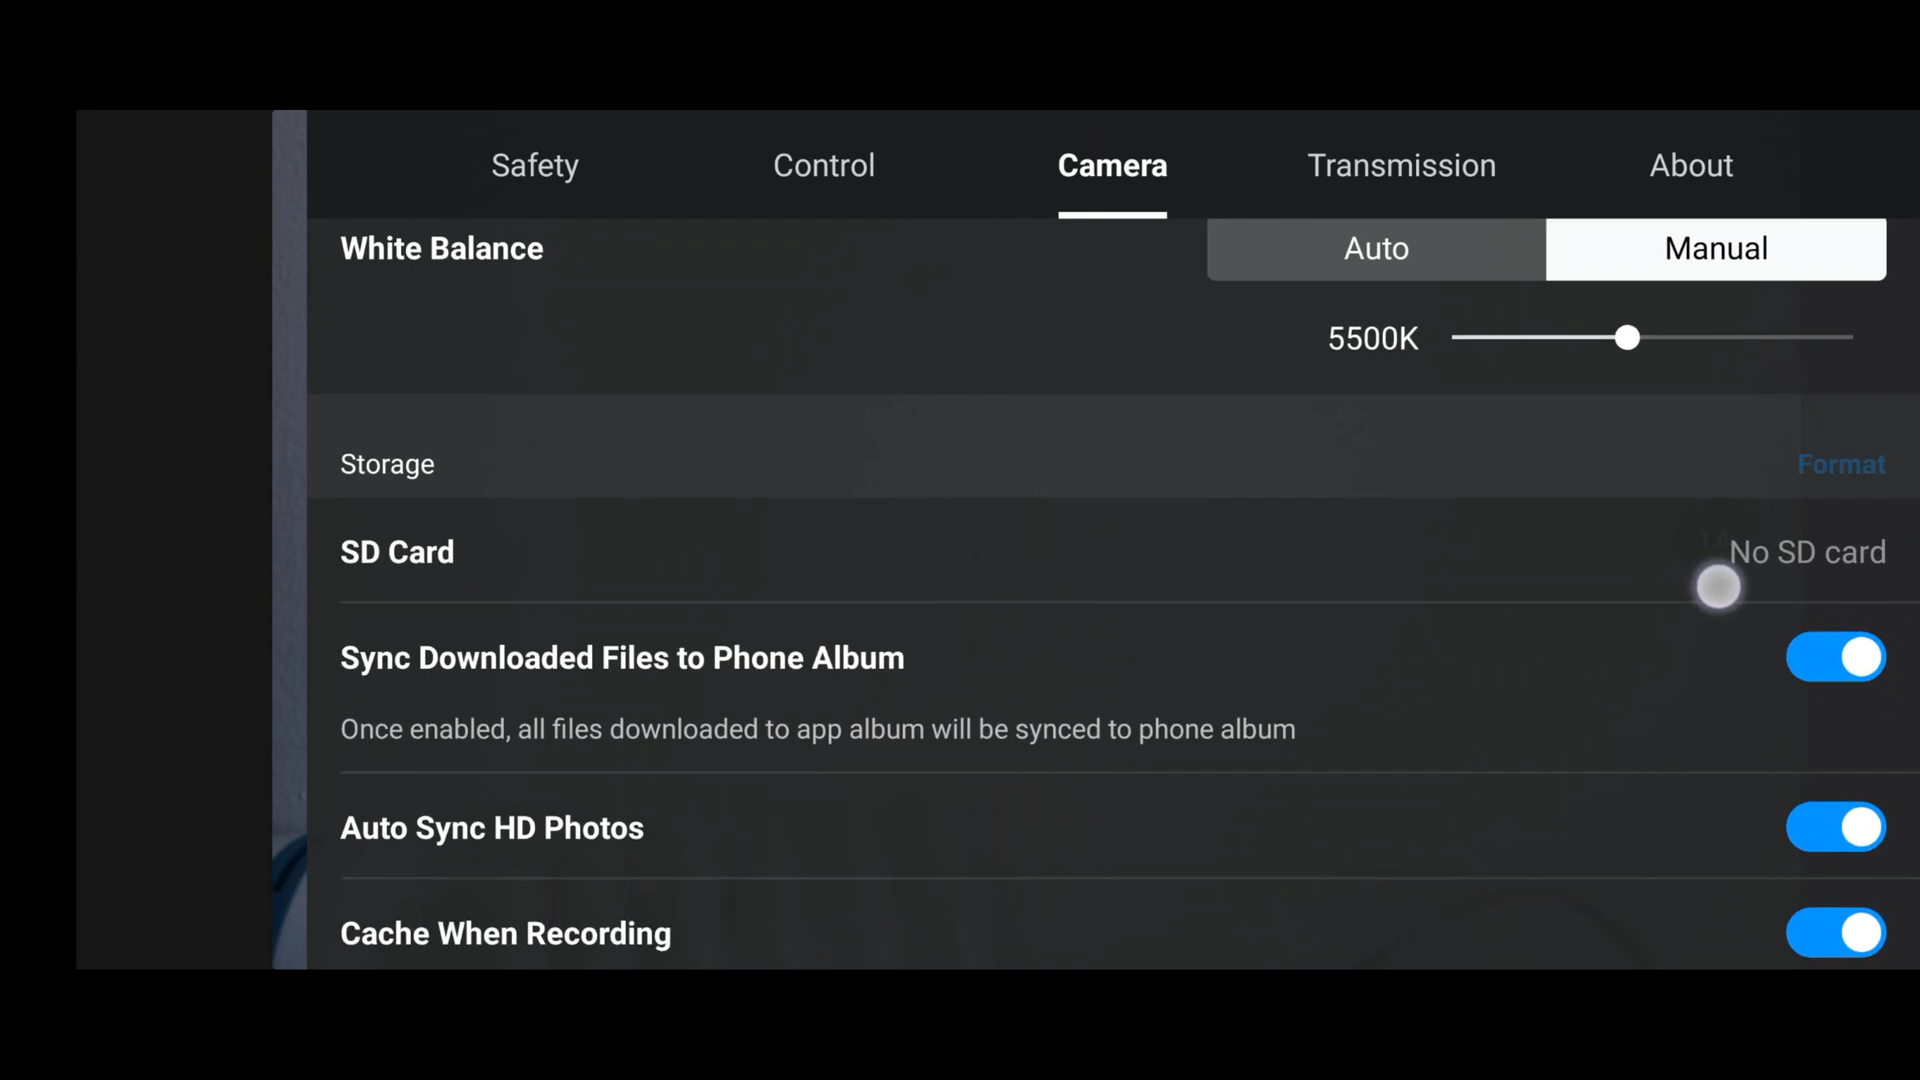 Safety Control Camera Transmission About
White Balance Auto Manual
5500K
Storage Format
SD Card No SD card
Sync Downloaded Files to Phone Album
Once enabled, all files downloaded to app album will be synced to phone album
Auto Sync HD Photos
Cache When Recording